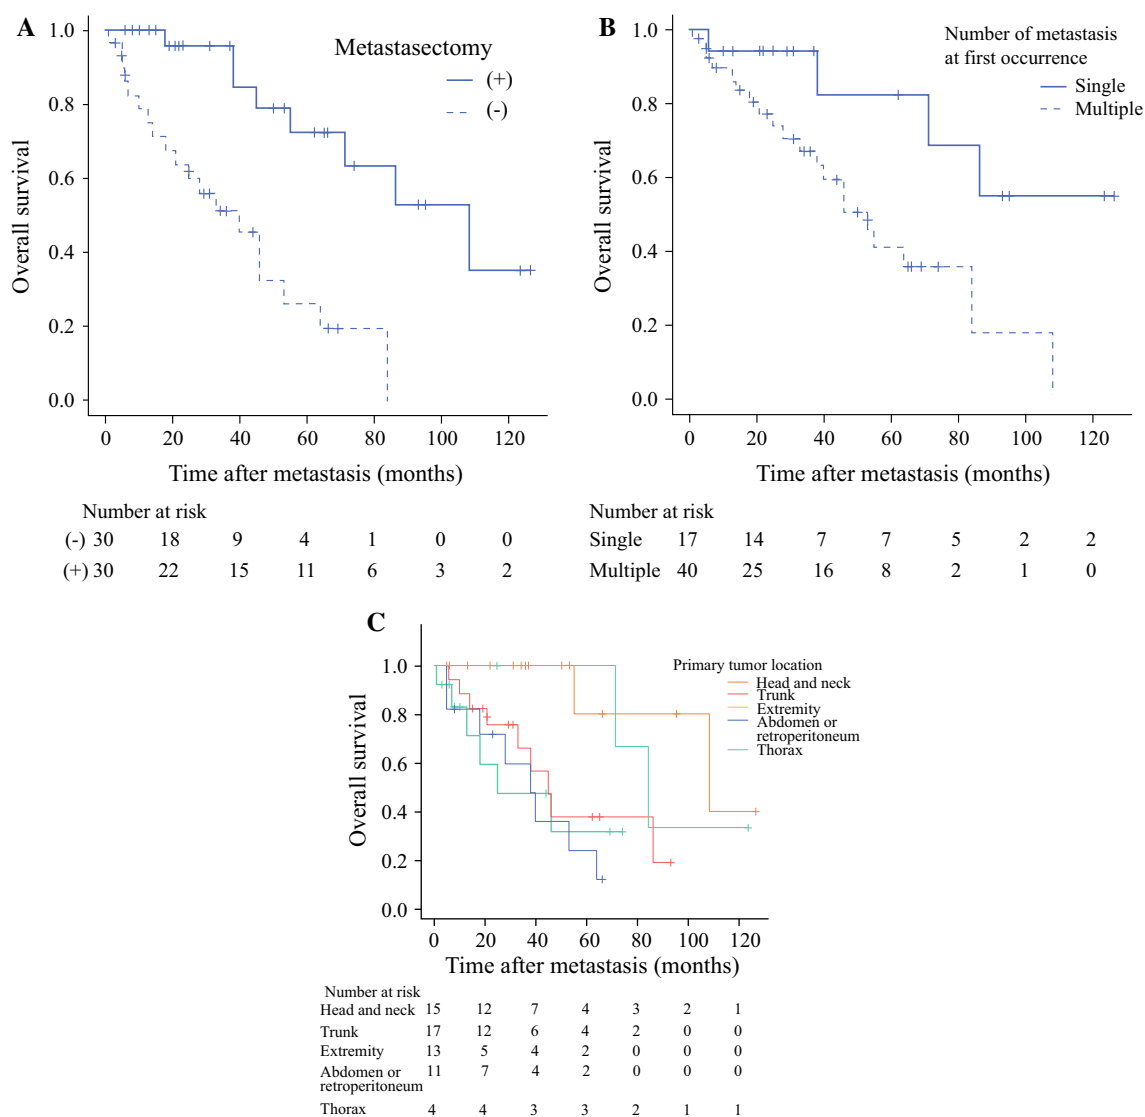 A
Metastasectomy
(+)
(-)
1.0
0.8
0.6
0.4
0.2
0.0
Overall survival
0 20 40 60 80 100 120
Time after metastasis (months)
Number at risk
(-) 30 18 9 4 1 0 0
(+) 30 22 15 11 6 3 2
B
Number of metastasis
at first occurrence
Single
Multiple
1.0
0.8
0.6
0.4
0.2
0.0
Overall survival
0 20 40 60 80 100 120
Time after metastasis (months)
Number at risk
Single 17 14 7 7 5 2 2
Multiple 40 25 16 8 2 1 0
C
Primary tumor location
Head and neck
Trunk
Extremity
Abdomen or
retroperitoneum
Thorax
1.0
0.8
0.6
0.4
0.2
0.0
Overall survival
0 20 40 60 80 100 120
Time after metastasis (months)
Number at risk
Head and neck 15 12 7 4 3 2 1
Trunk 17 12 6 4 2 0 0
Extremity 13 5 4 2 0 0 0
Abdomen or 11 7 4 2 0 0 0
retroperitoneum
Thorax 4 4 3 3 2 1 1